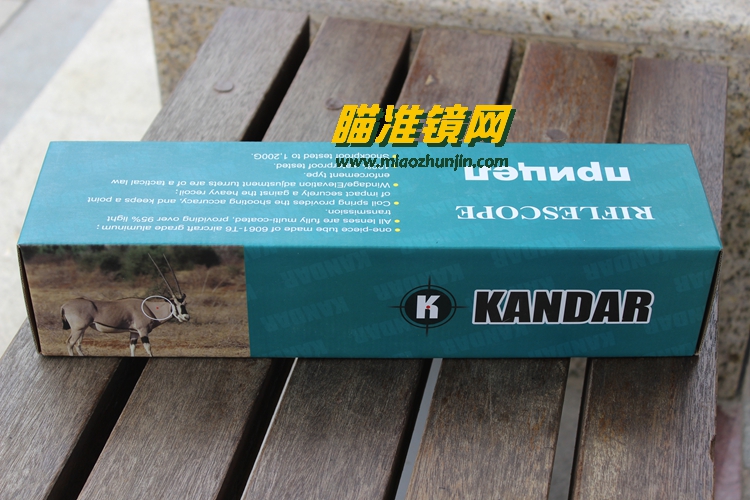 瞄准镜网
www.miaozhunjin.com
RIFLESCOPE
прицел
one-piece tube made of 6061-T6 aircraft grade aluminum;
All lenses are fully multi-coated, providing over 95% light
transmission.
Coil spring provides shooting accuracy, and keeps a point
of impact securely a against the heavy recoil;
Windage/Elevation adjustment turrets are of a tactical law
enforcement type.
proof tested.
Shockproof tested to 1,200G.
K KANDAR